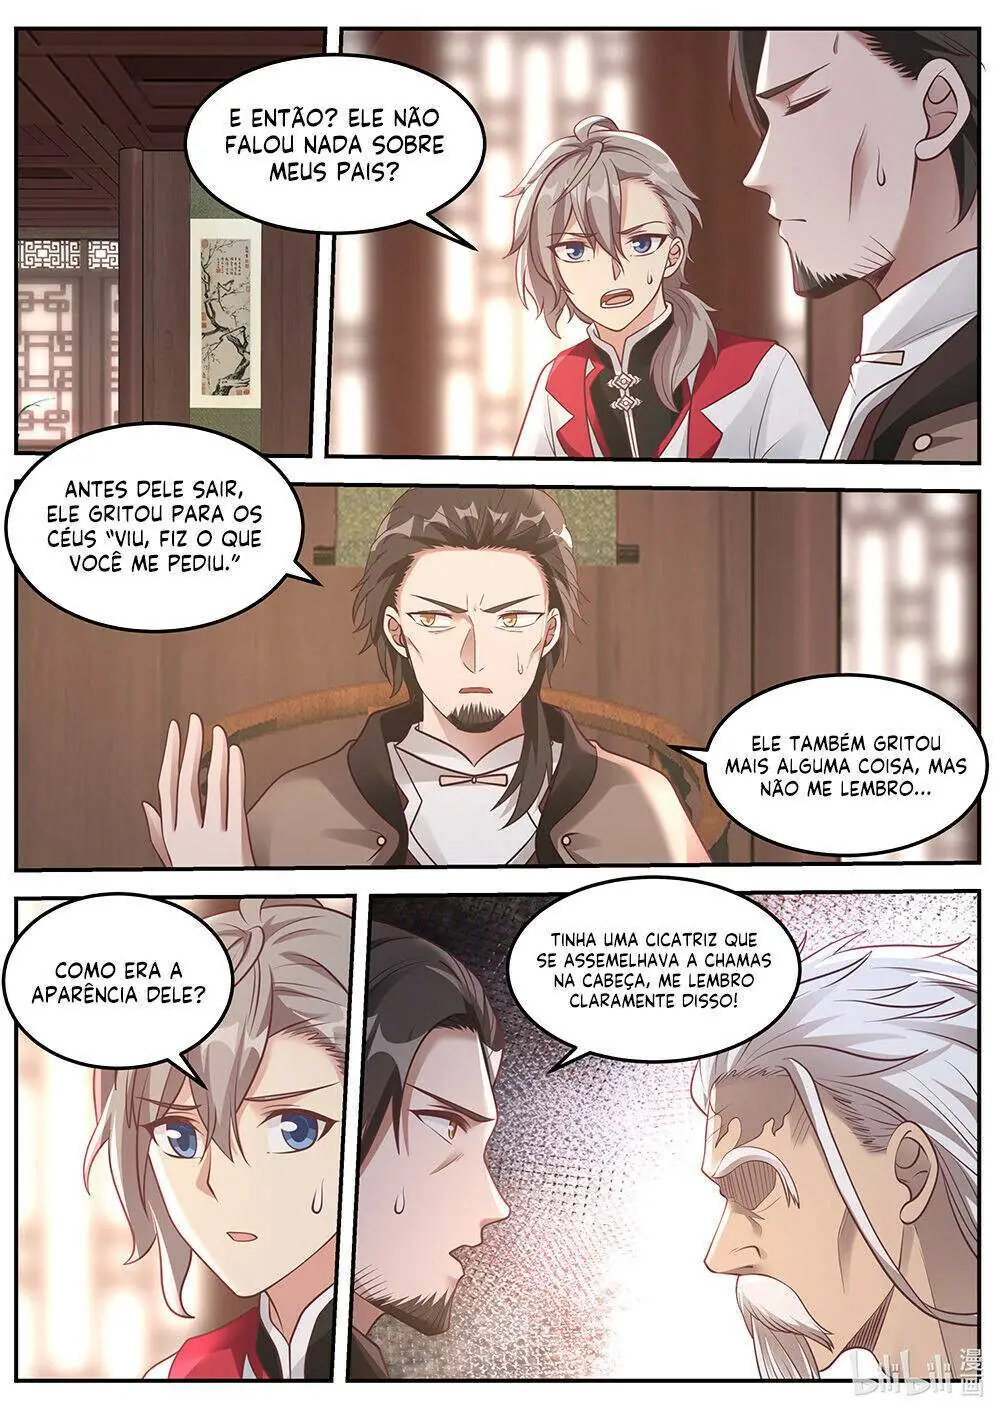 E ENTÃO? ELE NÃO
FALOU NADA SOBRE
MEUS PAIS?
ANTES DELE SAIR,
ELE GRITOU PARA OS
CÉUS "VIU, FIZ O QUE
VOCÊ ME PEDIU."
ELE TAMBÉM GRITOU
MAIS ALGUMA COISA, MAS
NÃO ME LEMBRO...
COMO ERA A
APARÊNCIA DELE?
TINHA UMA CICATRIZ QUE
SE ASSEMELHAVA A CHAMAS
NA CABEÇA, ME LEMBRO
CLARAMENTE DISSO!
bilibili 漫画